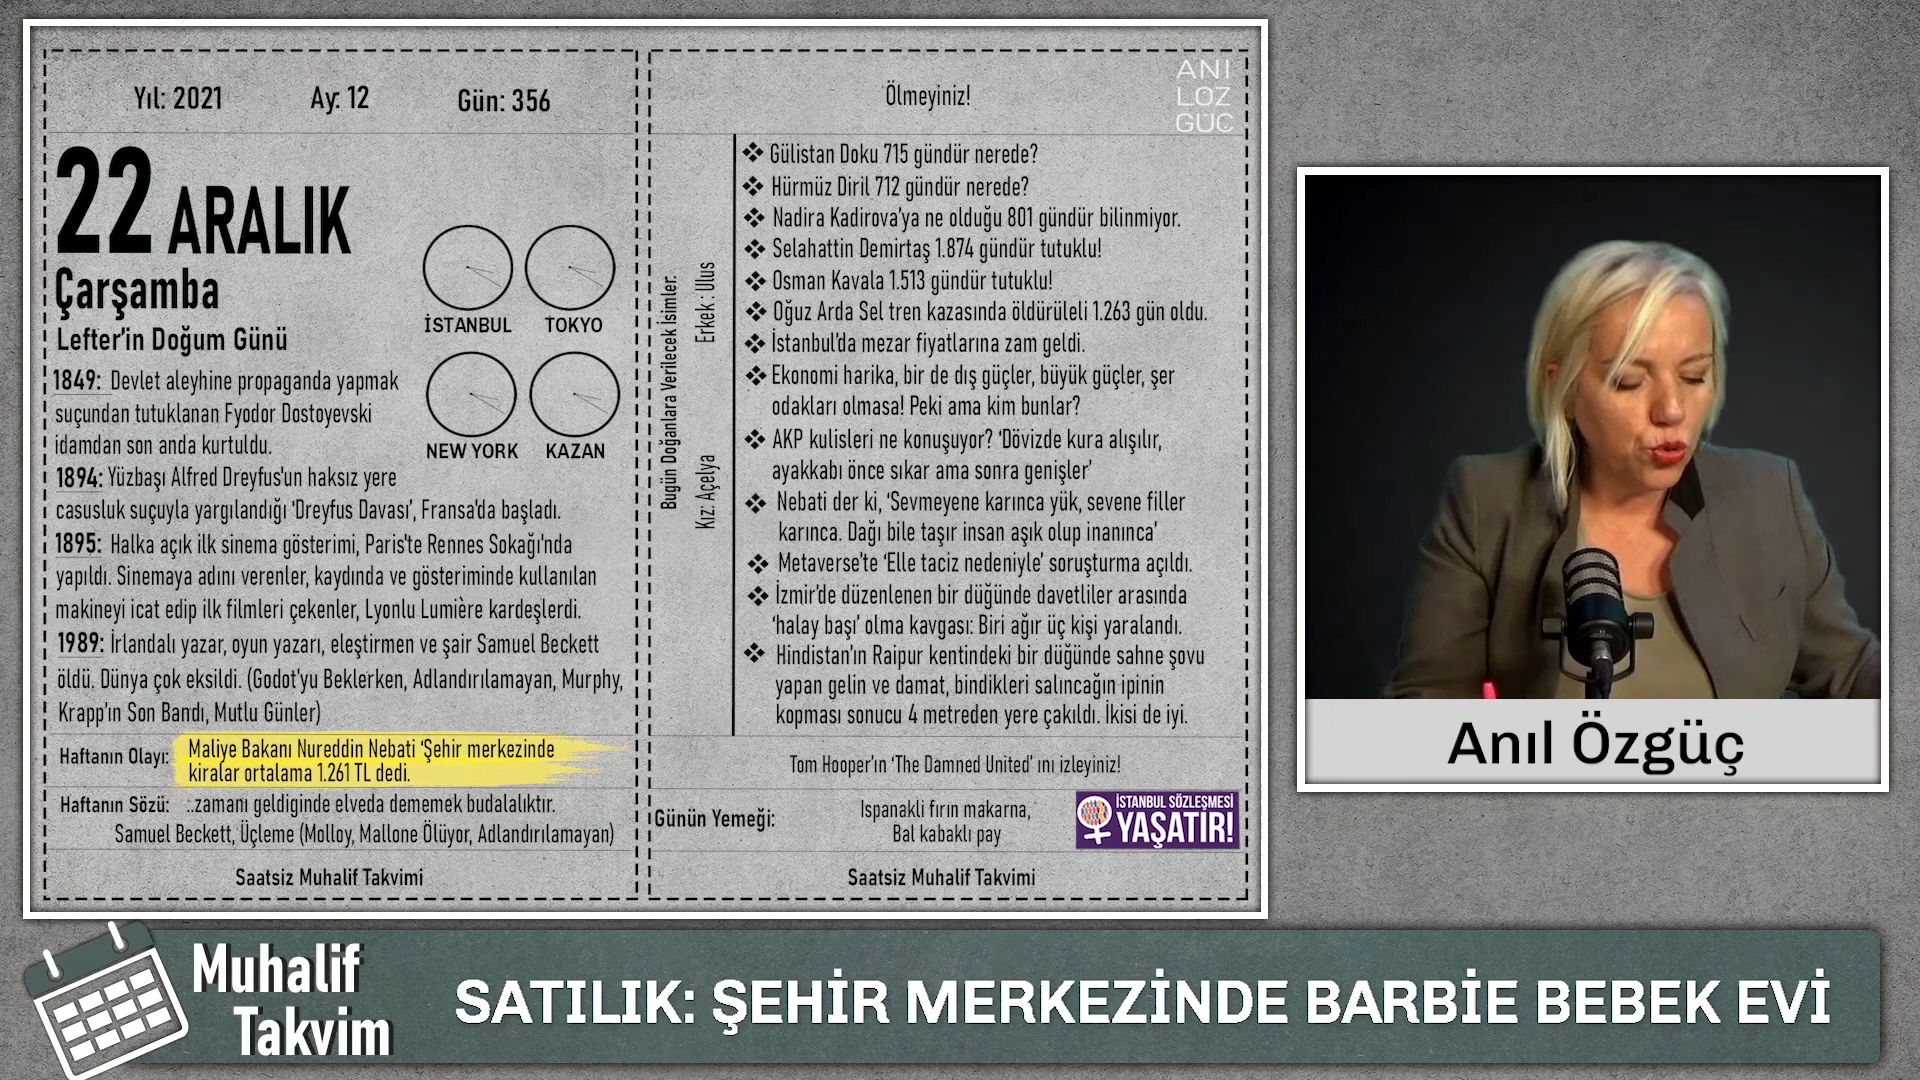 Yıl: 2021 Ay: 12 Gün: 356
22 ARALIK
Çarşamba
Lefter'in Doğum Günü
İSTANBUL TOKYO
NEW YORK KAZAN
1849: Devlet aleyhine propaganda yapmak
suçundan tutuklanan Fyodor Dostoyevski
idamdan son anda kurtuldu.
1894: Yüzbaşı Alfred Dreyfus'un haksız yere
casusluk suçuyla yargılandığı 'Dreyfus Davası', Fransa'da başladı.
1895: Halka açık ilk sinema gösterimi, Paris'te Rennes Sokağı'nda
yapıldı. Sinemaya adını verenler, kaydında ve gösteriminde kullanılan
makineyi icat edip ilk filmleri çekenler, Lyonlu Lumière kardeşlerdi.
1989: İrlandalı yazar, oyun yazarı, eleştirmen ve şair Samuel Beckett
öldü. Dünya çok eksildi. (Godot'yu Beklerken, Adlandırılamayan, Murphy,
Krapp'ın Son Bandı, Mutlu Günler)
Haftanın Olayı: Maliye Bakanı Nureddin Nebati 'Şehir merkezinde
kiralar ortalama 1.261 TL dedi.
Haftanın Sözü: ..zamanı geldiginde elveda dememek budalalıktır.
Samuel Beckett, Üçleme (Molloy, Mallone Ölüyor, Adlandırılamayan)
Saatsiz Muhalif Takvimi
Ölmeyiniz!
ANI
LOZ
GÜC
Bugün Doğanlara Verilecek İsimler:
Kız: Açelya Erkek : Ulus
❖ Gülistan Doku 715 gündür nerede?
❖ Hürmüz Diril 712 gündür nerede?
❖ Nadira Kadirova'ya ne olduğu 801 gündür bilinmiyor.
❖ Selahattin Demirtaş 1.874 gündür tutuklu!
❖ Osman Kavala 1.513 gündür tutuklu!
❖ Oğuz Arda Sel tren kazasında öldürüleli 1.263 gün oldu.
❖ İstanbul'da mezar fiyatlarına zam geldi.
❖ Ekonomi harika, bir de dış güçler, büyük güçler, şer
odakları olmasa! Peki ama kim bunlar?
❖ AKP kulisleri ne konuşuyor? 'Dövizde kura alışılır,
ayakkabı önce sıkar ama sonra genişler'
❖ Nebati der ki, 'Sevmeyene karınca yük, sevene filler
karınca. Dağı bile taşır insan aşık olup inanınca'
❖ Metaverse'te 'Elle taciz nedeniyle' soruşturma açıldı.
❖ İzmir'de düzenlenen bir düğünde davetliler arasında
'halay başı' olma kavgası: Biri ağır üç kişi yaralandı.
❖ Hindistan'ın Raipur kentindeki bir düğünde sahne şovu
yapan gelin ve damat, bindikleri salıncağın ipinin
kopması sonucu 4 metreden yere çakıldı. İkisi de iyi.
Tom Hooper'ın 'The Damned United' ını izleyiniz!
Günün Yemeği: Ispanakli fırın makarna,
Bal kabaklı pay
İSTANBUL SÖZLEŞMESİ
YAŞATIR!
Saatsiz Muhalif Takvimi
Anıl Özgüç
Muhalif
Takvim
SATILIK: ŞEHİR MERKEZİNDE BARBİE BEBEK EVİ